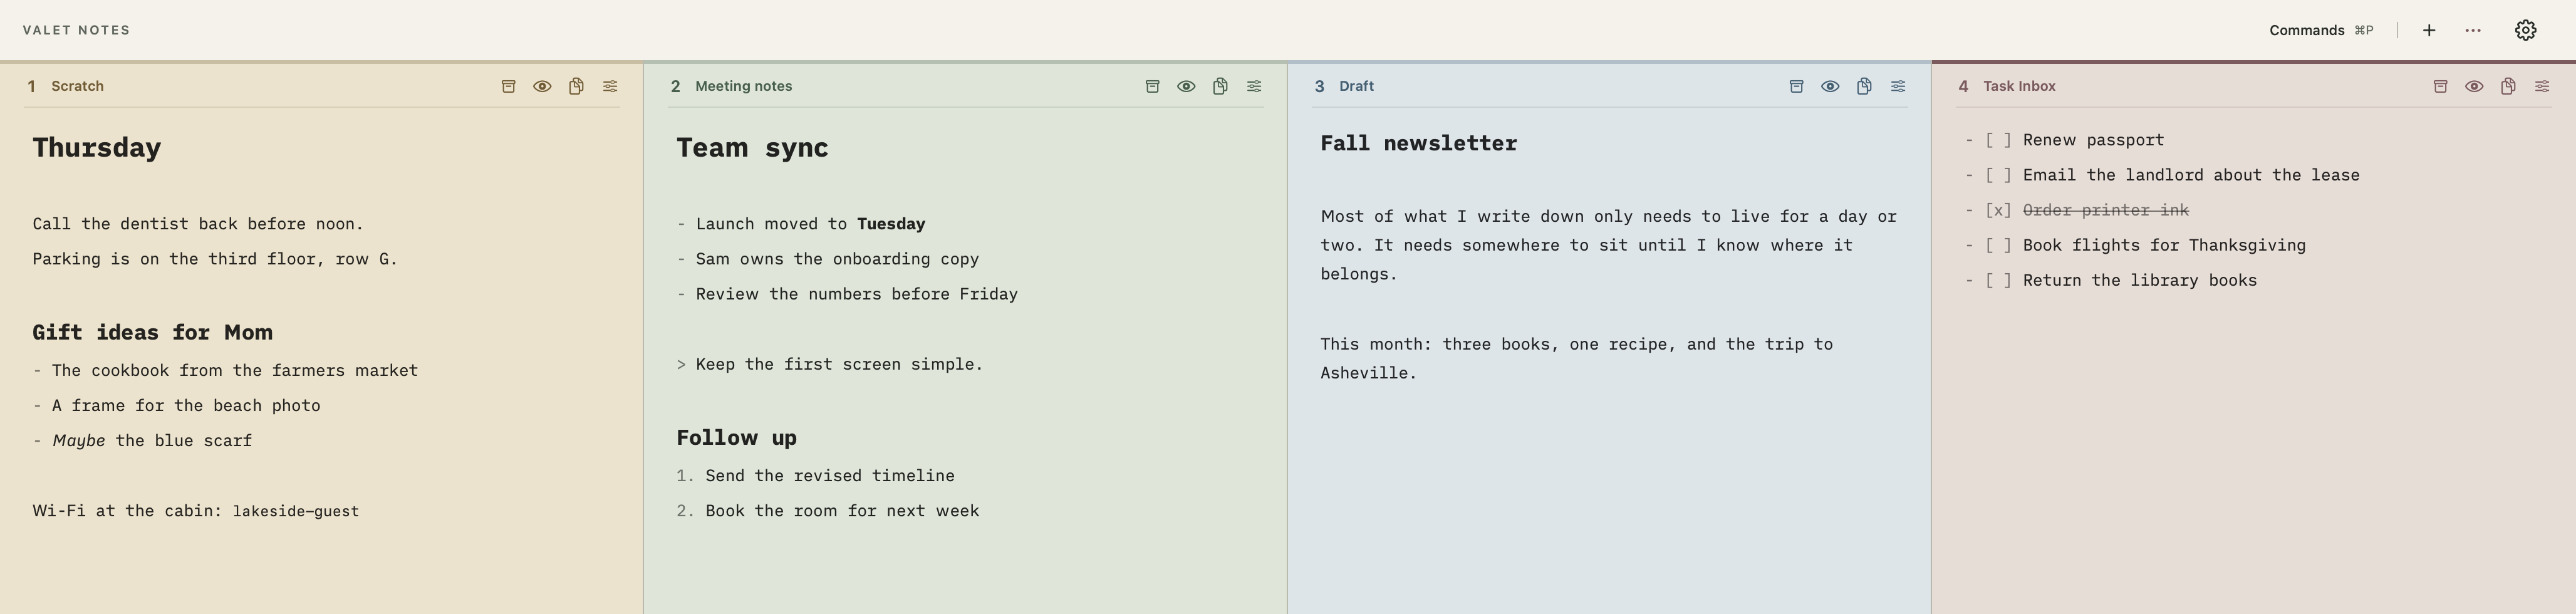 VALET NOTES
Commands ⌘P
1 Scratch
Thursday
Call the dentist back before noon.
Parking is on the third floor, row G.
Gift ideas for Mom
- The cookbook from the farmers market
- A frame for the beach photo
- Maybe the blue scarf
Wi-Fi at the cabin: lakeside-guest
2 Meeting notes
Team sync
- Launch moved to Tuesday
- Sam owns the onboarding copy
- Review the numbers before Friday
> Keep the first screen simple.
Follow up
1. Send the revised timeline
2. Book the room for next week
3 Draft
Fall newsletter
Most of what I write down only needs to live for a day or
two. It needs somewhere to sit until I know where it
belongs.
This month: three books, one recipe, and the trip to
Asheville.
4 Task Inbox
- [ ] Renew passport
- [ ] Email the landlord about the lease
- [x] Order printer ink
- [ ] Book flights for Thanksgiving
- [ ] Return the library books